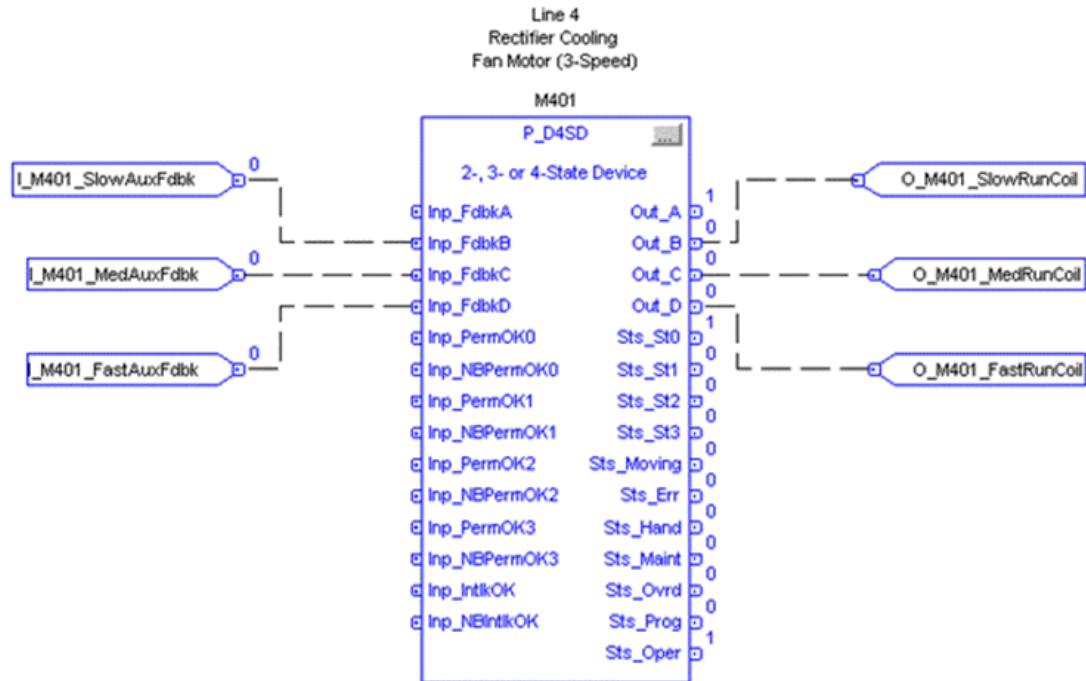 Line 4
Rectifier Cooling
Fan Motor (3-Speed)
M401
P_D4SD
...
2-, 3- or 4-State Device
I_M401_SlowAuxFdbk
0
I_M401_MedAuxFdbk
0
I_M401_FastAuxFdbk
0
Inp_FdbkA
Inp_FdbkB
Inp_FdbkC
Inp_FdbkD
Inp_PermOK0
Inp_NBPermOK0
Inp_PermOK1
Inp_NBPermOK1
Inp_PermOK2
Inp_NBPermOK2
Inp_PermOK3
Inp_NBPermOK3
Inp_IntlkOK
Inp_NBIntlkOK
Out_A 1
Out_B 0
Out_C 0
Out_D 0
Sts_St0 1
Sts_St1 0
Sts_St2 0
Sts_St3 0
Sts_Moving 0
Sts_Err 0
Sts_Hand 0
Sts_Maint 0
Sts_Ovrd 0
Sts_Prog 0
Sts_Oper 1
O_M401_SlowRunCoil
O_M401_MedRunCoil
O_M401_FastRunCoil